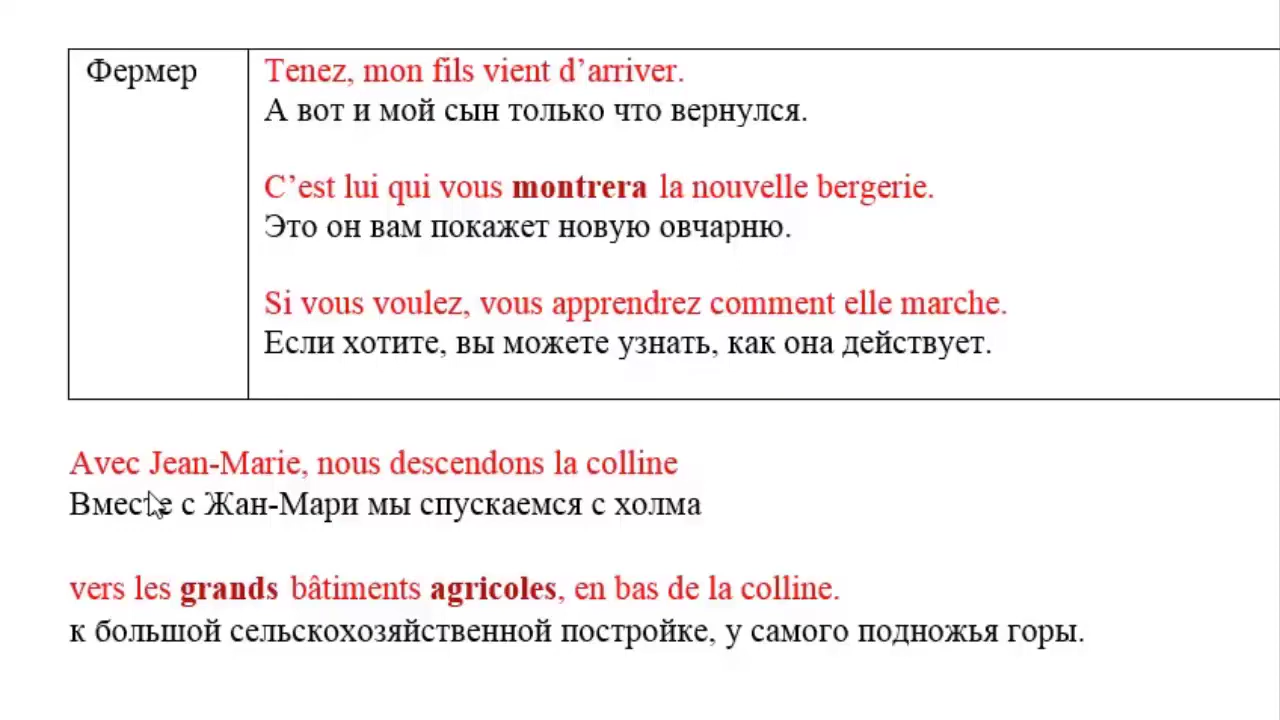 Фермер
Tenez, mon fils vient d’arriver.
А вот и мой сын только что вернулся.
C’est lui qui vous montrera la nouvelle bergerie.
Это он вам покажет новую овчарню.
Si vous voulez, vous apprendrez comment elle marche.
Если хотите, вы можете узнать, как она действует.
Avec Jean-Marie, nous descendons la colline
Вместе с Жан-Мари мы спускаемся с холма
vers les grands bâtiments agricoles, en bas de la colline.
к большой сельскохозяйственной постройке, у самого подножья горы.